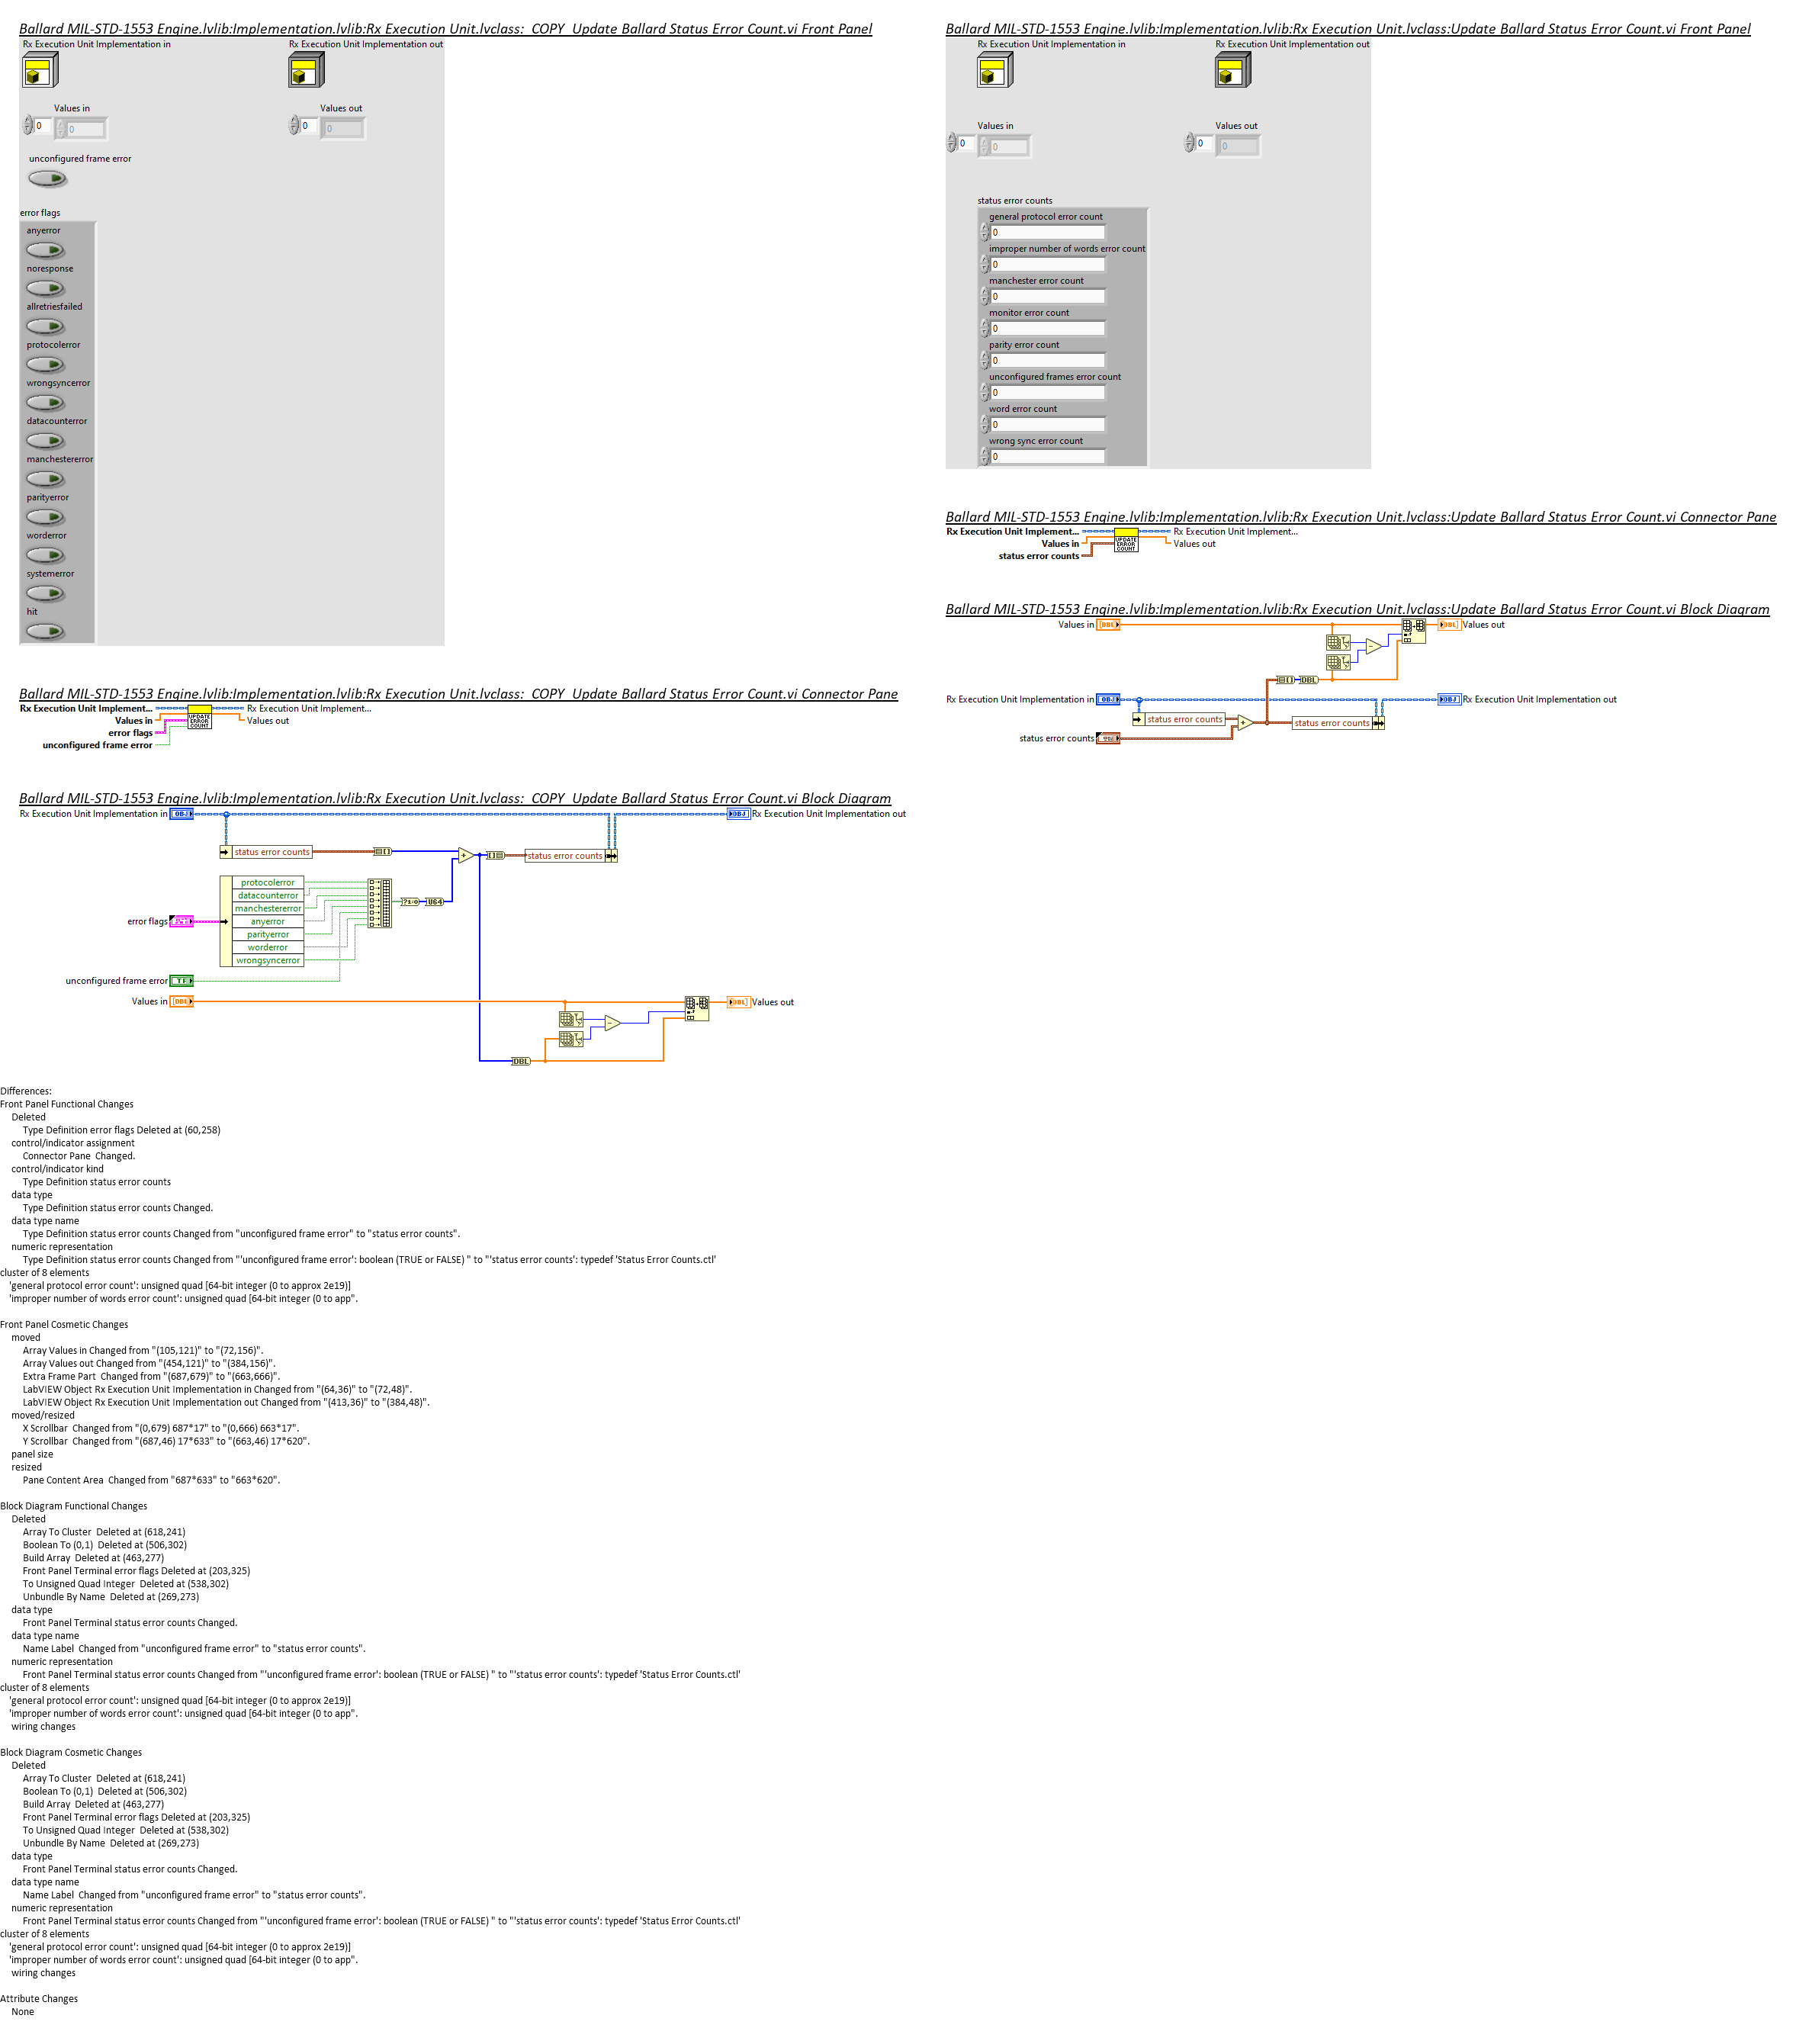 Ballard MIL-STD-1553 Engine.lvlib:Implementation.lvlib:Rx Execution Unit.lvclass:  COPY  Update Ballard Status Error Count.vi Front Panel
Rx Execution Unit Implementation in
Rx Execution Unit Implementation out
Values in
Values out
0
0
0
0
unconfigured frame error
error flags
anyerror
noresponse
allretriesfailed
protocolerror
wrongsyncerror
datacounterror
manchestererror
parityerror
worderror
systemerror
hit
Ballard MIL-STD-1553 Engine.lvlib:Implementation.lvlib:Rx Execution Unit.lvclass:  COPY  Update Ballard Status Error Count.vi Connector Pane
Rx Execution Unit Implement...
Values in
error flags
unconfigured frame error
UPDATE
ERROR
COUNT
Rx Execution Unit Implement...
Values out
Ballard MIL-STD-1553 Engine.lvlib:Implementation.lvlib:Rx Execution Unit.lvclass:  COPY  Update Ballard Status Error Count.vi Block Diagram
Rx Execution Unit Implementation in
OBJ
OBJ
Rx Execution Unit Implementation out
status error counts
status error counts
protocolerror
datacounterror
manchestererror
anyerror
parityerror
worderror
wrongsyncerror
error flags
?1:0
U64
unconfigured frame error
TF
Values in
DBL
DBL
Values out
DBL
Ballard MIL-STD-1553 Engine.lvlib:Implementation.lvlib:Rx Execution Unit.lvclass:Update Ballard Status Error Count.vi Front Panel
Rx Execution Unit Implementation in
Rx Execution Unit Implementation out
Values in
Values out
0
0
0
0
status error counts
general protocol error count
0
improper number of words error count
0
manchester error count
0
monitor error count
0
parity error count
0
unconfigured frames error count
0
word error count
0
wrong sync error count
0
Ballard MIL-STD-1553 Engine.lvlib:Implementation.lvlib:Rx Execution Unit.lvclass:Update Ballard Status Error Count.vi Connector Pane
Rx Execution Unit Implement...
Values in
status error counts
UPDATE
ERROR
COUNT
Rx Execution Unit Implement...
Values out
Ballard MIL-STD-1553 Engine.lvlib:Implementation.lvlib:Rx Execution Unit.lvclass:Update Ballard Status Error Count.vi Block Diagram
Values in
DBL
DBL
Values out
DBL
Rx Execution Unit Implementation in
OBJ
OBJ
Rx Execution Unit Implementation out
status error counts
status error counts
status error counts
Differences:
Front Panel Functional Changes
Deleted
Type Definition error flags Deleted at (60,258)
control/indicator assignment
Connector Pane  Changed.
control/indicator kind
Type Definition status error counts
data type
Type Definition status error counts Changed.
data type name
Type Definition status error counts Changed from "unconfigured frame error" to "status error counts".
numeric representation
Type Definition status error counts Changed from "'unconfigured frame error': boolean (TRUE or FALSE) " to "'status error counts': typedef 'Status Error Counts.ctl'
cluster of 8 elements
'general protocol error count': unsigned quad [64-bit integer (0 to approx 2e19)]
'improper number of words error count': unsigned quad [64-bit integer (0 to app".
Front Panel Cosmetic Changes
moved
Array Values in Changed from "(105,121)" to "(72,156)".
Array Values out Changed from "(454,121)" to "(384,156)".
Extra Frame Part  Changed from "(687,679)" to "(663,666)".
LabVIEW Object Rx Execution Unit Implementation in Changed from "(64,36)" to "(72,48)".
LabVIEW Object Rx Execution Unit Implementation out Changed from "(413,36)" to "(384,48)".
moved/resized
X Scrollbar  Changed from "(0,679) 687*17" to "(0,666) 663*17".
Y Scrollbar  Changed from "(687,46) 17*633" to "(663,46) 17*620".
panel size
resized
Pane Content Area  Changed from "687*633" to "663*620".
Block Diagram Functional Changes
Deleted
Array To Cluster  Deleted at (618,241)
Boolean To (0,1)  Deleted at (506,302)
Build Array  Deleted at (463,277)
Front Panel Terminal error flags Deleted at (203,325)
To Unsigned Quad Integer  Deleted at (538,302)
Unbundle By Name  Deleted at (269,273)
data type
Front Panel Terminal status error counts Changed.
data type name
Name Label  Changed from "unconfigured frame error" to "status error counts".
numeric representation
Front Panel Terminal status error counts Changed from "'unconfigured frame error': boolean (TRUE or FALSE) " to "'status error counts': typedef 'Status Error Counts.ctl'
cluster of 8 elements
'general protocol error count': unsigned quad [64-bit integer (0 to approx 2e19)]
'improper number of words error count': unsigned quad [64-bit integer (0 to app".
wiring changes
Block Diagram Cosmetic Changes
Deleted
Array To Cluster  Deleted at (618,241)
Boolean To (0,1)  Deleted at (506,302)
Build Array  Deleted at (463,277)
Front Panel Terminal error flags Deleted at (203,325)
To Unsigned Quad Integer  Deleted at (538,302)
Unbundle By Name  Deleted at (269,273)
data type
Front Panel Terminal status error counts Changed.
data type name
Name Label  Changed from "unconfigured frame error" to "status error counts".
numeric representation
Front Panel Terminal status error counts Changed from "'unconfigured frame error': boolean (TRUE or FALSE) " to "'status error counts': typedef 'Status Error Counts.ctl'
cluster of 8 elements
'general protocol error count': unsigned quad [64-bit integer (0 to approx 2e19)]
'improper number of words error count': unsigned quad [64-bit integer (0 to app".
wiring changes
Attribute Changes
None